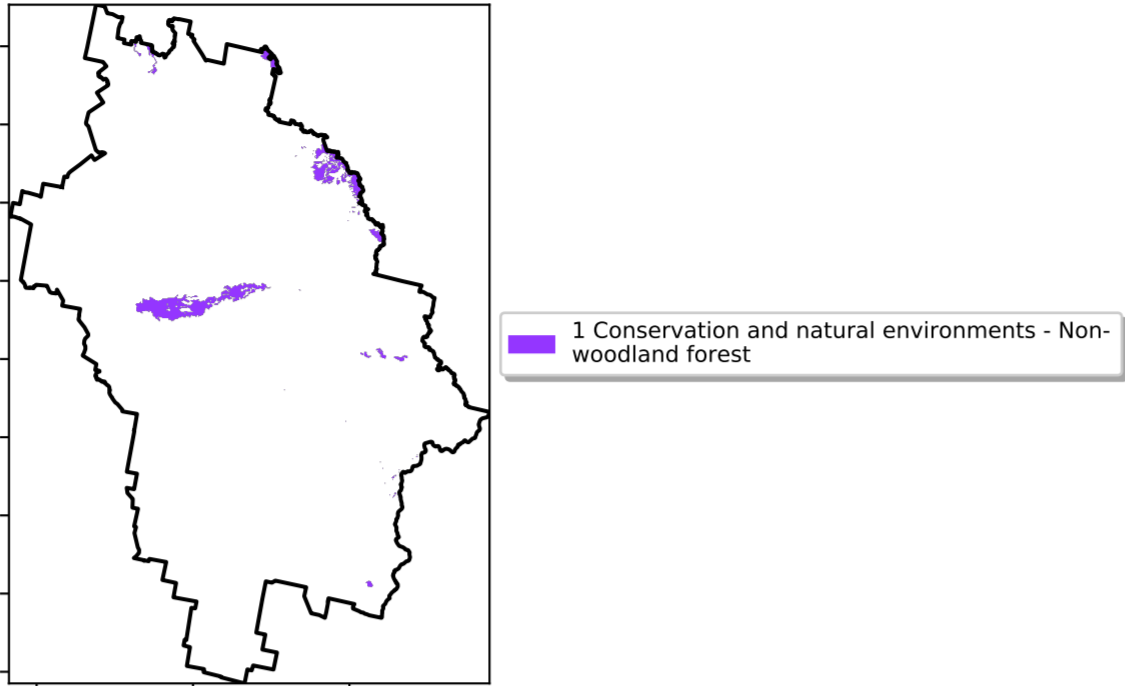 1 Conservation and natural environments - Non-
woodland forest